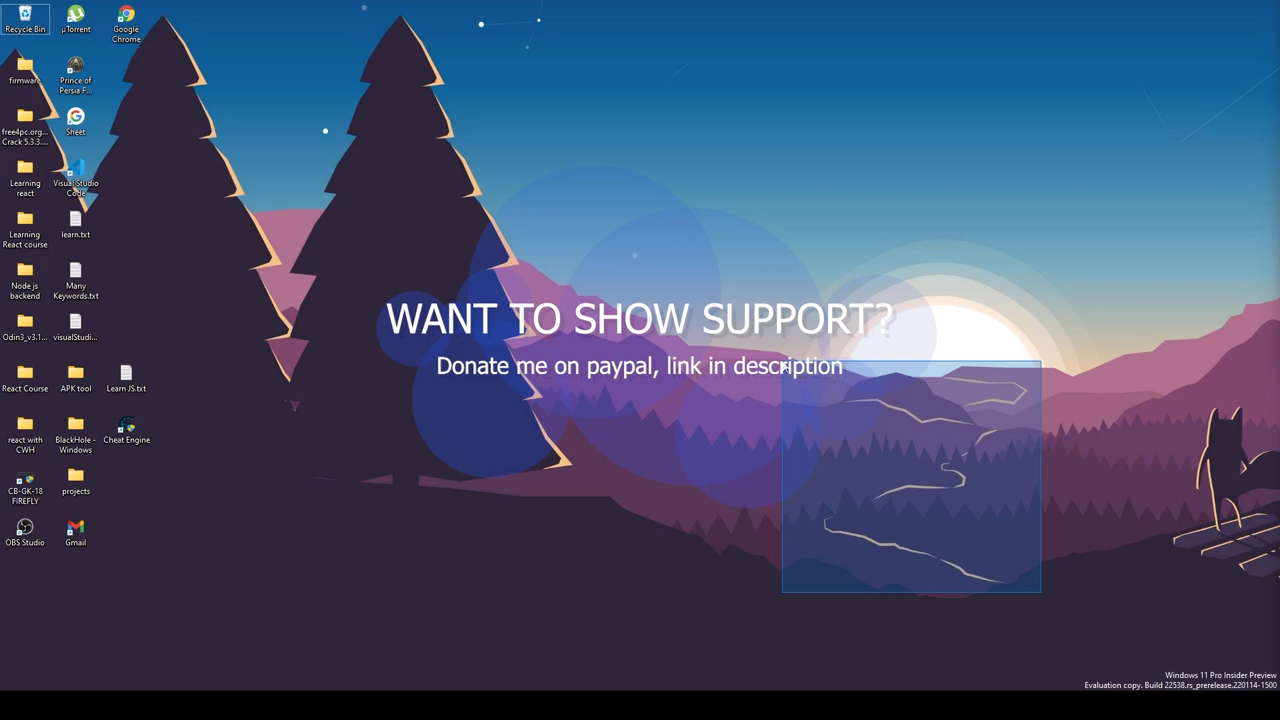 Recycle Bin
µTorrent
Google
Chrome
firmware
Prince of
Persia F...
free4pc.org...
Crack 5.3.3....
Sheet
Learning
react
Visual Studio
Code
Learning
React course
learn.txt
Node js
backend
Many
Keywords.txt
Odin3_v3.1...
visualStudi...
React Course
APK tool
Learn JS.txt
react with
CWH
BlackHole -
Windows
Cheat Engine
CB-GK-18
FIREFLY
projects
OBS Studio
Gmail
WANT TO SHOW SUPPORT?
Donate me on paypal, link in description
Windows 11 Pro Insider Preview
Evaluation copy. Build 22538.rs_prerelease.220114-1500